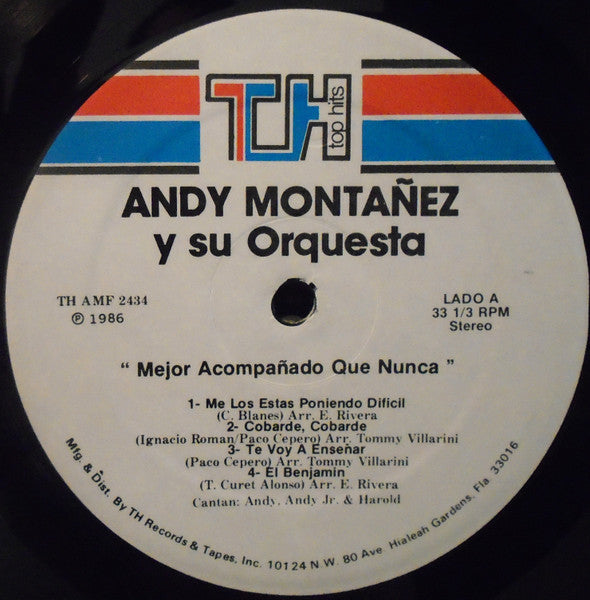 TH
top hits
ANDY MONTAÑEZ
y su Orquesta
TH AMF 2434
℗ 1986
LADO A
33 1/3 RPM
Stereo
" Mejor Acompañado Que Nunca "
1- Me Los Estas Poniendo Difícil
(C. Blanes) Arr. E. Rivera
2- Cobarde, Cobarde
(Ignacio Roman/Paco Cepero) Arr. Tommy Villarini
3- Te Voy A Enseñar
(Paco Cepero) Arr. Tommy Villarini
4- El Benjamin
(T. Curet Alonso) Arr. E. Rivera
Cantan: Andy, Andy Jr. & Harold
Mfg. & Dist. By TH Records & Tapes, Inc. 10124 N.W. 80 Ave. Hialeah Gardens, Fla 33016